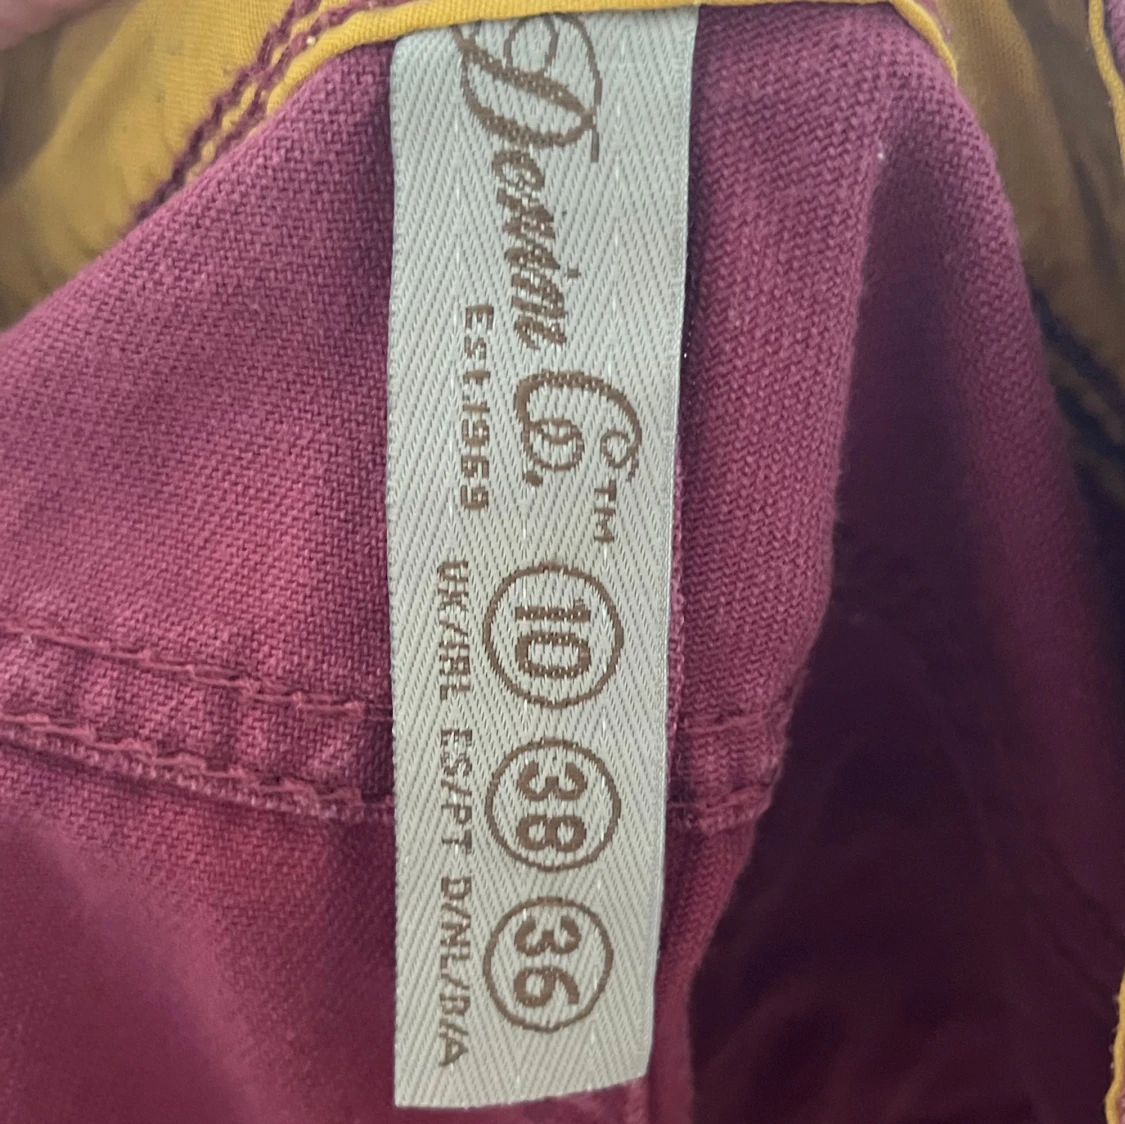 Denim Co.™
Est.1969
10 38 36
UK/IRL ES/PT D/NL/B/A